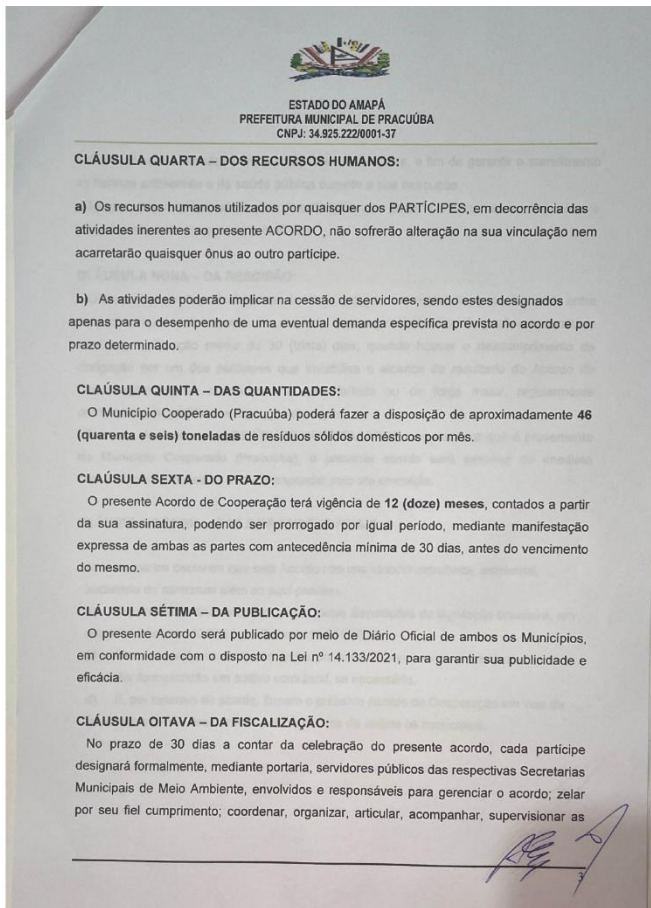 ESTADO DO AMAPÁ
PREFEITURA MUNICIPAL DE PRACUÚBA
CNPJ: 34.925.222/0001-37
CLÁUSULA QUARTA – DOS RECURSOS HUMANOS:
a) Os recursos humanos utilizados por quaisquer dos PARTÍCIPES, em decorrência das
atividades inerentes ao presente ACORDO, não sofrerão alteração na sua vinculação nem
acarretarão quaisquer ônus ao outro partícipe.
b) As atividades poderão implicar na cessão de servidores, sendo estes designados
apenas para o desempenho de uma eventual demanda específica prevista no acordo e por
prazo determinado.
CLAÚSULA QUINTA – DAS QUANTIDADES:
O Município Cooperado (Pracuúba) poderá fazer a disposição de aproximadamente 46
(quarenta e seis) toneladas de resíduos sólidos domésticos por mês.
CLAÚSULA SEXTA - DO PRAZO:
O presente Acordo de Cooperação terá vigência de 12 (doze) meses, contados a partir
da sua assinatura, podendo ser prorrogado por igual período, mediante manifestação
expressa de ambas as partes com antecedência mínima de 30 dias, antes do vencimento
do mesmo.
CLÁUSULA SÉTIMA – DA PUBLICAÇÃO:
O presente Acordo será publicado por meio de Diário Oficial de ambos os Municípios,
em conformidade com o disposto na Lei nº 14.133/2021, para garantir sua publicidade e
eficácia.
CLÁUSULA OITAVA – DA FISCALIZAÇÃO:
No prazo de 30 dias a contar da celebração do presente acordo, cada partícipe
designará formalmente, mediante portaria, servidores públicos das respectivas Secretarias
Municipais de Meio Ambiente, envolvidos e responsáveis para gerenciar o acordo; zelar
por seu fiel cumprimento; coordenar, organizar, articular, acompanhar, supervisionar as
3